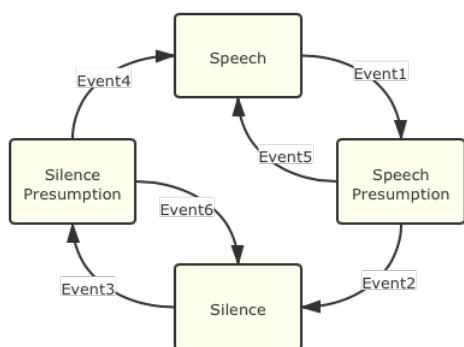 Speech
Event4
Event1
Event5
Silence
Presumption
Speech
Presumption
Event6
Event3
Event2
Silence